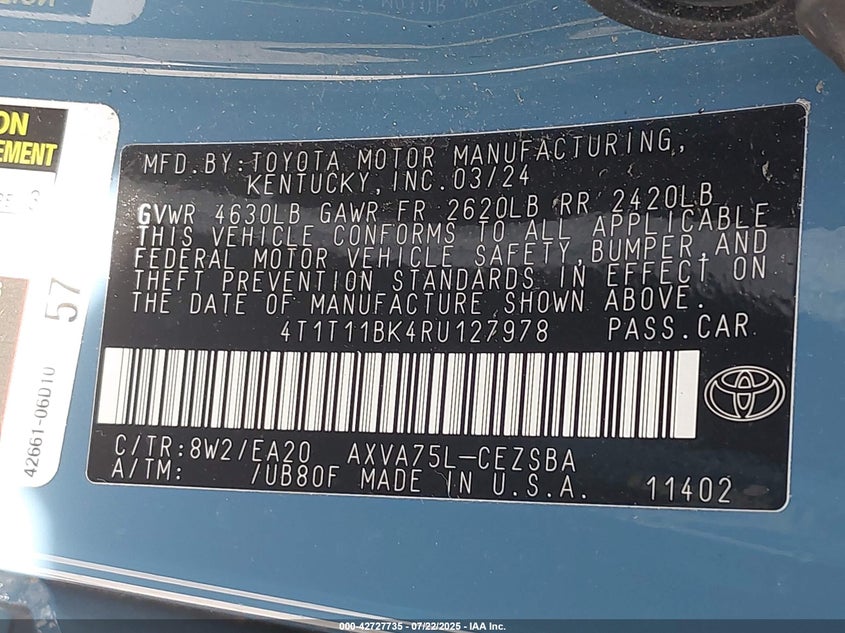 ON
EMENT
3
57
42661-06D10
MFD.BY:TOYOTA MOTOR MANUFACTURING,
KENTUCKY,INC.03/24
GVWR 4630LB GAWR FR 2620LB RR 2420LB
THIS VEHICLE CONFORMS TO ALL APPLICABLE
FEDERAL MOTOR VEHICLE SAFETY,BUMPER,AND
THEFT PREVENTION STANDARDS IN EFFECT ON
THE DATE OF MANUFACTURE SHOWN ABOVE.
4T1T11BK4RU127978 PASS.CAR
C/TR:8W2/EA20 AXVA75L-CEZSBA
A/TM: /UB80F MADE IN U.S.A. 11402
000-42727735 - 07/22/2025 - IAA Inc.